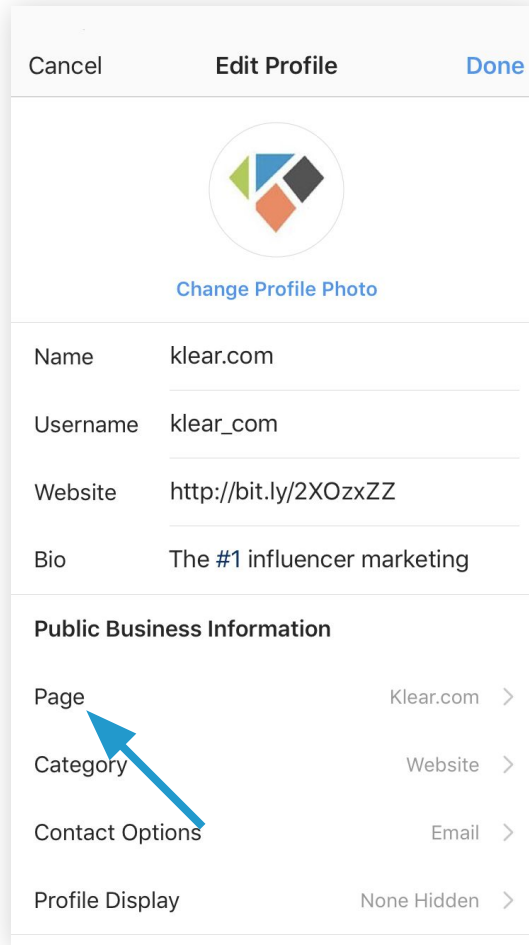 Cancel Edit Profile Done
Change Profile Photo
Name klear.com
Username klear_com
Website http://bit.ly/2XOzxZZ
Bio The #1 influencer marketing
Public Business Information
Page Klear.com
Category Website
Contact Options Email
Profile Display None Hidden